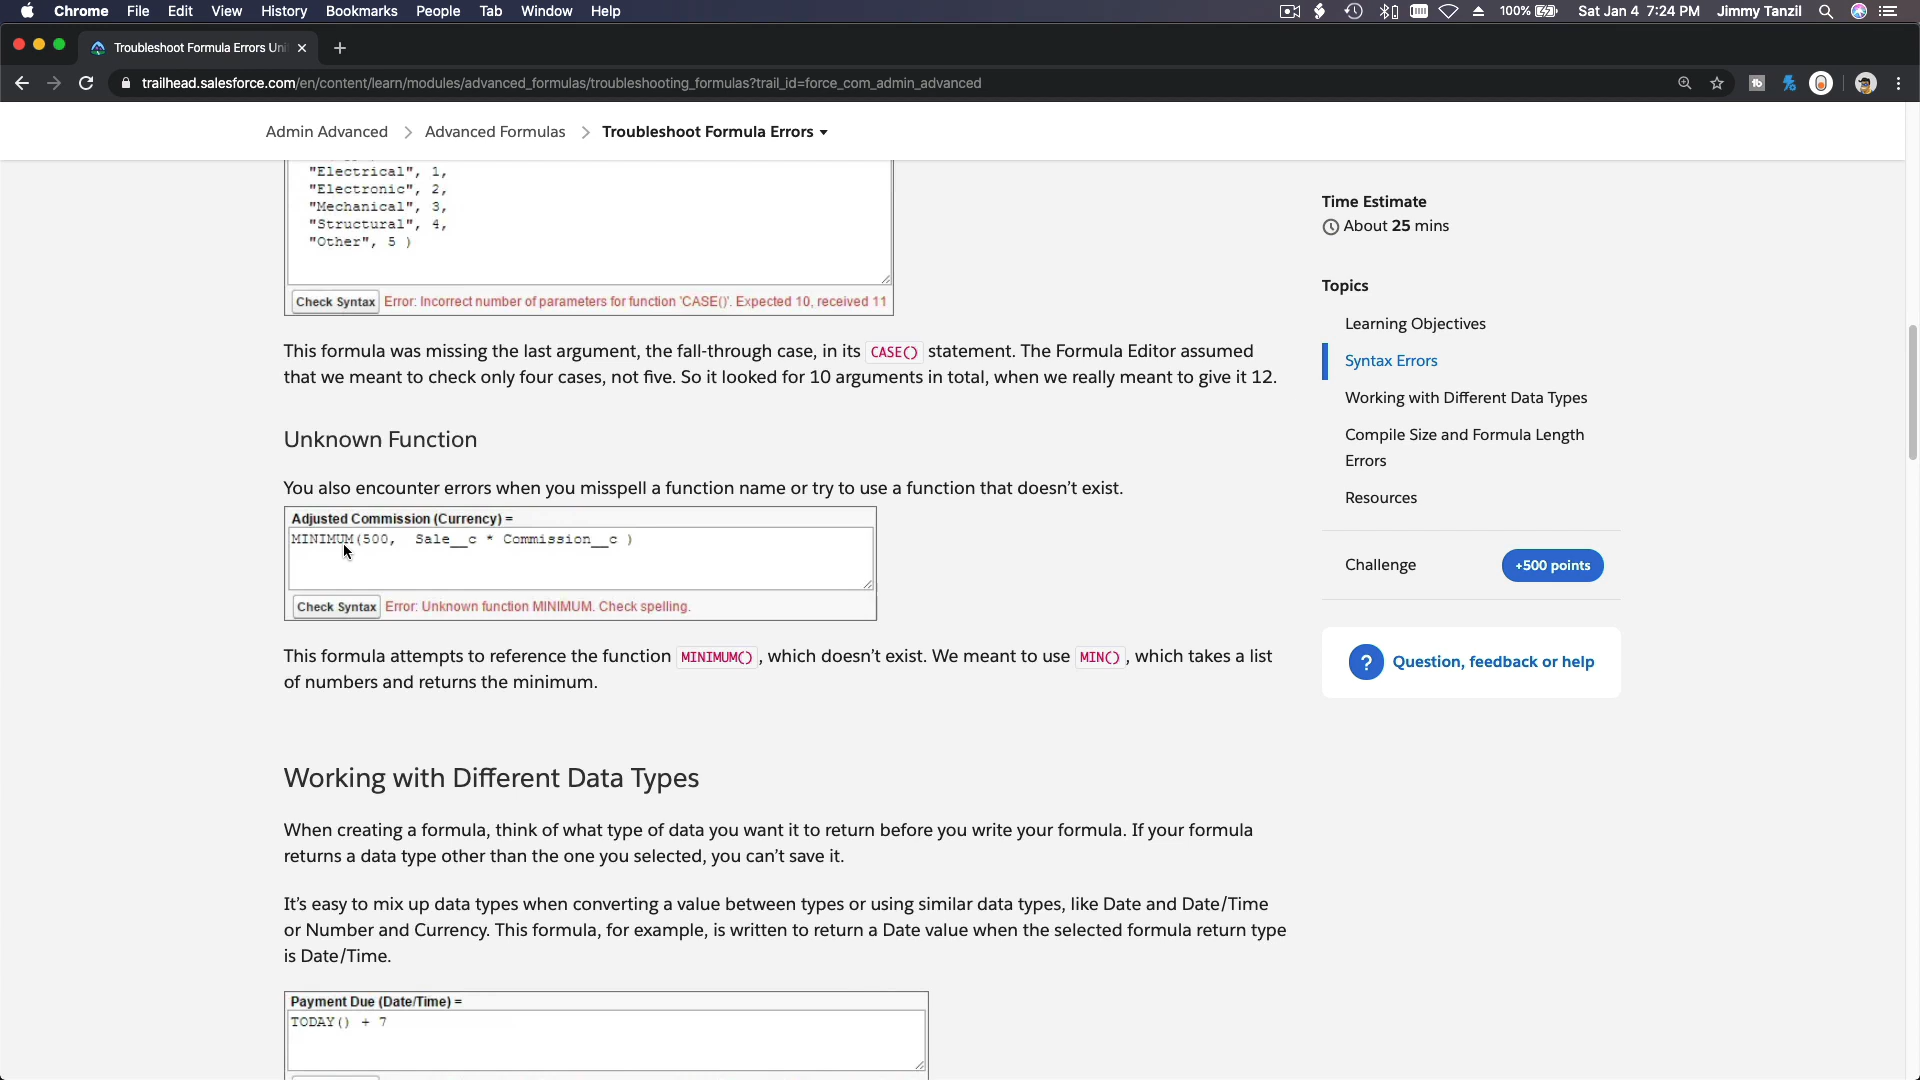 Chrome File Edit View History Bookmarks People Tab Window Help 100% Sat Jan 4 7:24 PM Jimmy Tanzil
Troubleshoot Formula Errors Uni
trailhead.salesforce.com/en/content/learn/modules/advanced_formulas/troubleshooting_formulas?trail_id=force_com_admin_advanced
Admin Advanced > Advanced Formulas > Troubleshoot Formula Errors
"Electrical", 1,
"Electronic", 2,
"Mechanical", 3,
"Structural", 4,
"Other", 5 )
Check Syntax Error: Incorrect number of parameters for function 'CASE()'. Expected 10, received 11
This formula was missing the last argument, the fall-through case, in its CASE() statement. The Formula Editor assumed
that we meant to check only four cases, not five. So it looked for 10 arguments in total, when we really meant to give it 12.
Unknown Function
You also encounter errors when you misspell a function name or try to use a function that doesn’t exist.
Adjusted Commission (Currency) =
MINIMUM(500, Sale__c * Commission__c )
Check Syntax Error: Unknown function MINIMUM. Check spelling.
This formula attempts to reference the function MINIMUM() , which doesn’t exist. We meant to use MIN() , which takes a list
of numbers and returns the minimum.
Working with Different Data Types
When creating a formula, think of what type of data you want it to return before you write your formula. If your formula
returns a data type other than the one you selected, you can’t save it.
It’s easy to mix up data types when converting a value between types or using similar data types, like Date and Date/Time
or Number and Currency. This formula, for example, is written to return a Date value when the selected formula return type
is Date/Time.
Payment Due (Date/Time) =
TODAY() + 7
Time Estimate
About 25 mins
Topics
Learning Objectives
Syntax Errors
Working with Different Data Types
Compile Size and Formula Length
Errors
Resources
Challenge +500 points
? Question, feedback or help